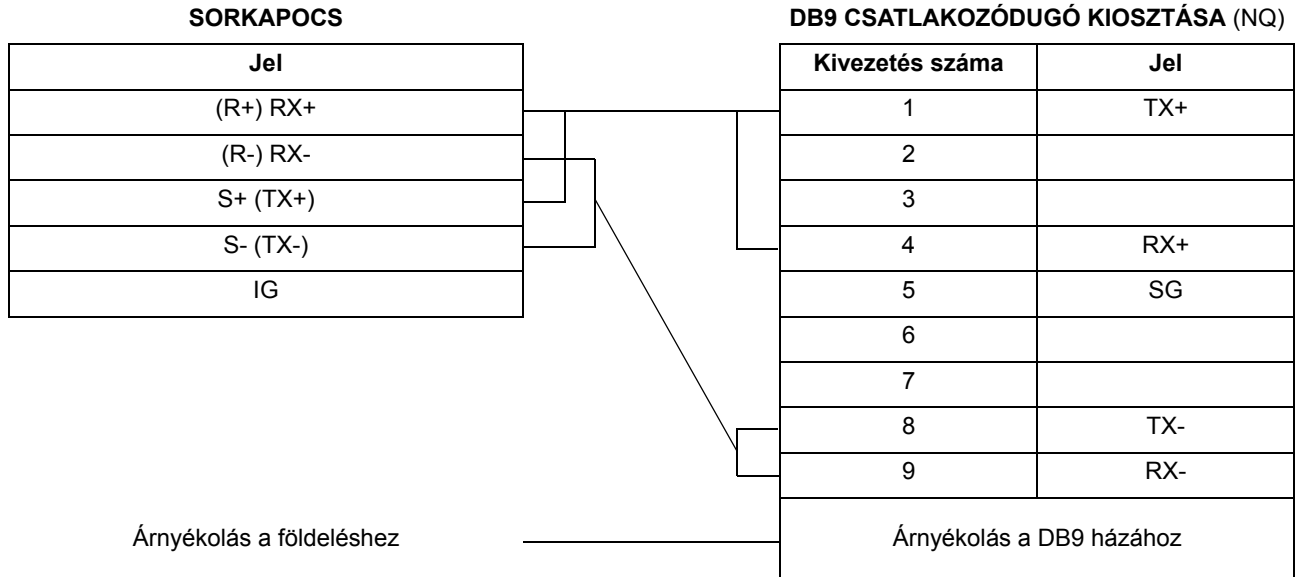 SORKAPOCS
Jel
(R+) RX+
(R-) RX-
S+ (TX+)
S- (TX-)
IG
Árnyékolás a földeléshez
DB9 CSATLAKOZÓDUGÓ KIOSZTÁSA (NQ)
Kivezetés száma Jel
1 TX+
2
3
4 RX+
5 SG
6
7
8 TX-
9 RX-
Árnyékolás a DB9 házához